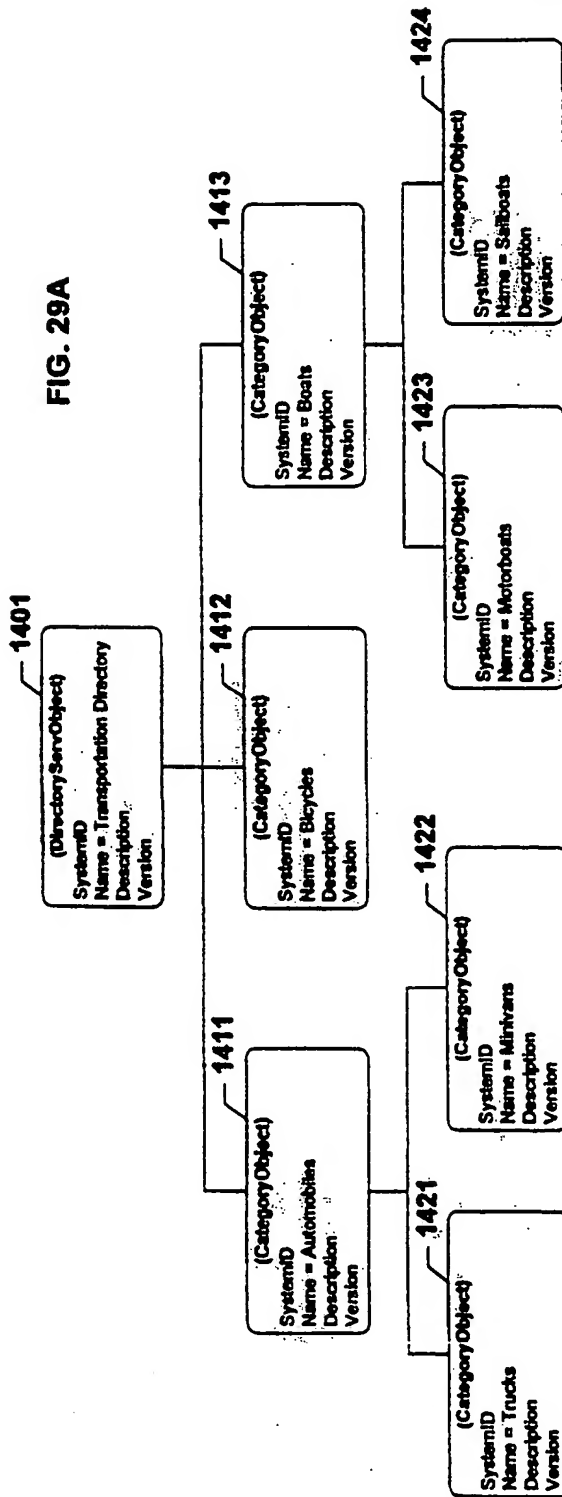 FIG. 29A
1401
(DirectoryServObject)
SystemID
Name = Transportation Directory
Description
Version
1411
(CategoryObject)
SystemID
Name = Automobiles
Description
Version
1412
(CategoryObject)
SystemID
Name = Bicycles
Description
Version
1413
(CategoryObject)
SystemID
Name = Boats
Description
Version
1421
(CategoryObject)
SystemID
Name = Trucks
Description
Version
1422
(CategoryObject)
SystemID
Name = Minivans
Description
Version
1423
(CategoryObject)
SystemID
Name = Motorboats
Description
Version
1424
(CategoryObject)
SystemID
Name = Sailboats
Description
Version